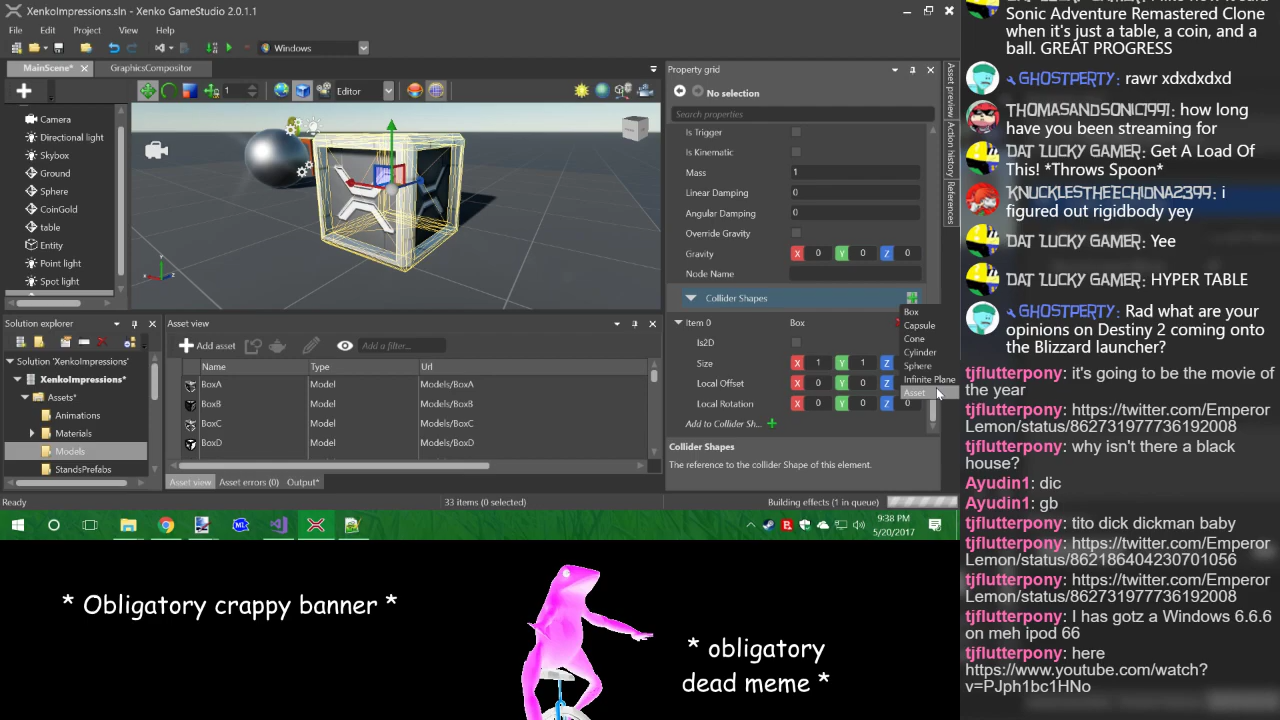 XenkoImpressions.sln - Xenko GameStudio 2.0.1.1
File Edit Project View Help
Windows
MainScene* GraphicsCompositor
1 Editor
Camera
Directional light
Skybox
Ground
Sphere
CoinGold
table
Entity
Point light
Spot light
Property grid
No selection
Search properties
Is Trigger
Is Kinematic
Mass 1
Linear Damping 0
Angular Damping 0
Override Gravity
Gravity X 0 Y 0 Z 0
Node Name
Collider Shapes
Item 0 Box
Is2D
Size X 1 Y 1 Z
Local Offset X 0 Y 0 Z
Local Rotation X 0 Y 0 Z 0
Add to Collider Sh...
Box
Capsule
Cone
Cylinder
Sphere
Infinite Plane
Asset
Collider Shapes
The reference to the collider Shape of this element.
Asset preview
Action history
References
Solution explorer
Solution 'XenkoImpressions'
XenkoImpressions*
Assets*
Animations
Materials
Models
StandsPrefabs
Asset view
Add asset Add a filter...
Name Type Url
BoxA Model Models/BoxA
BoxB Model Models/BoxB
BoxC Model Models/BoxC
BoxD Model Models/BoxD
Asset view Asset errors (0) Output*
Ready 33 items (0 selected) Building effects (1 in queue)
9:38 PM
5/20/2017
* Obligatory crappy banner *
* obligatory
dead meme *
Sonic Adventure Remastered Clone
when it's just a table, a coin, and a
ball. GREAT PROGRESS
GHOSTPERTY: rawr xdxdxdxd
THOMASANDSONIC1991: how long
have you been streaming for
DAT LUCKY GAMER: Get A Load Of
This! *Throws Spoon*
KNUCKLESTHEECHDNA2399: i
figured out rigidbody yey
DAT LUCKY GAMER: Yee
DAT LUCKY GAMER: HYPER TABLE
GHOSTPERTY: Rad what are your
opinions on Destiny 2 coming onto
the Blizzard launcher?
tjflutterpony: it's going to be the movie of
the year
tjflutterpony: https://twitter.com/Emperor
Lemon/status/862731977736192008
tjflutterpony: why isn't there a black
house?
Ayudin1: dic
Ayudin1: gb
tjflutterpony: tito dick dickman baby
tjflutterpony: https://twitter.com/Emperor
Lemon/status/862186404230701056
tjflutterpony: https://twitter.com/Emperor
Lemon/status/862731977736192008
tjflutterpony: I has gotz a Windows 6.6.6
on meh ipod 66
tjflutterpony: here
https://www.youtube.com/watch?
v=PJph1bc1HNo